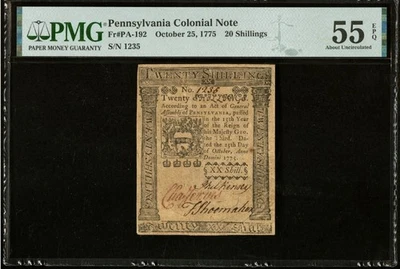 PMG
PAPER MONEY GUARANTY
Pennsylvania Colonial Note
Fr#PA-192 October 25, 1775 20 Shillings
S/N 1235
55 EPQ
About Uncirculated
TWENTY SHILLINGS
No. 1235
Twenty SHILLINGS.
According to an Act of General
Assembly of PENNSYLVANIA, passed
in the 15th Year
of the Reign of
his Majesty Geo.
the Third. Da-
ted the 25th Day
of October, Anno
Domini 1775.
XX Shill.